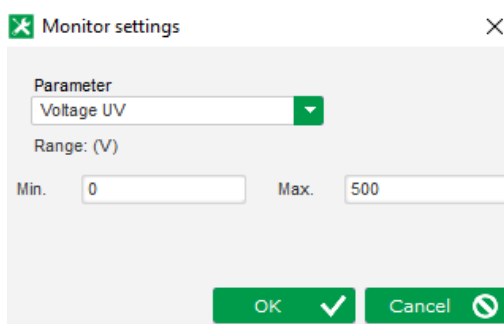 Monitor settings
Parameter
Voltage UV
Range: (V)
Min. 0 Max. 500
OK Cancel